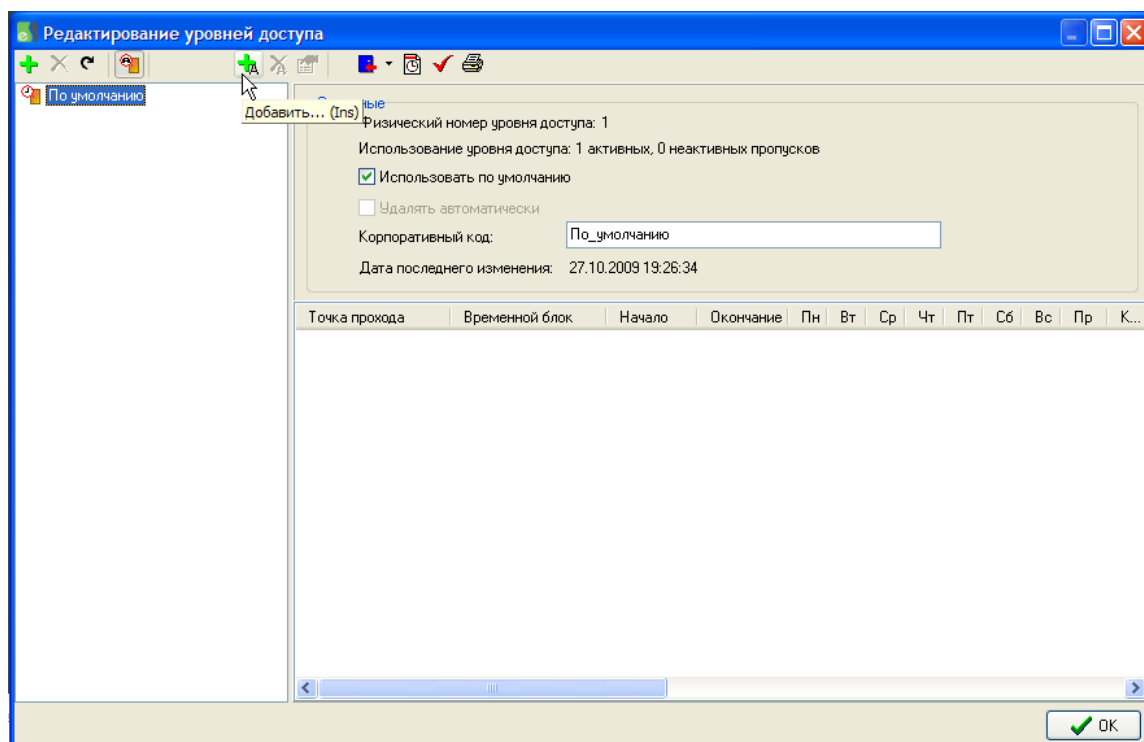 Редактирование уровней доступа
По умолчанию
Добавить... (Ins)
Физический номер уровня доступа: 1
Использование уровня доступа: 1 активных, 0 неактивных пропусков
Использовать по умолчанию
Удалять автоматически
Корпоративный код: По_умолчанию
Дата последнего изменения: 27.10.2009 19:26:34
Точка прохода Временной блок Начало Окончание Пн Вт Ср Чт Пт Сб Вс Пр К...
OK